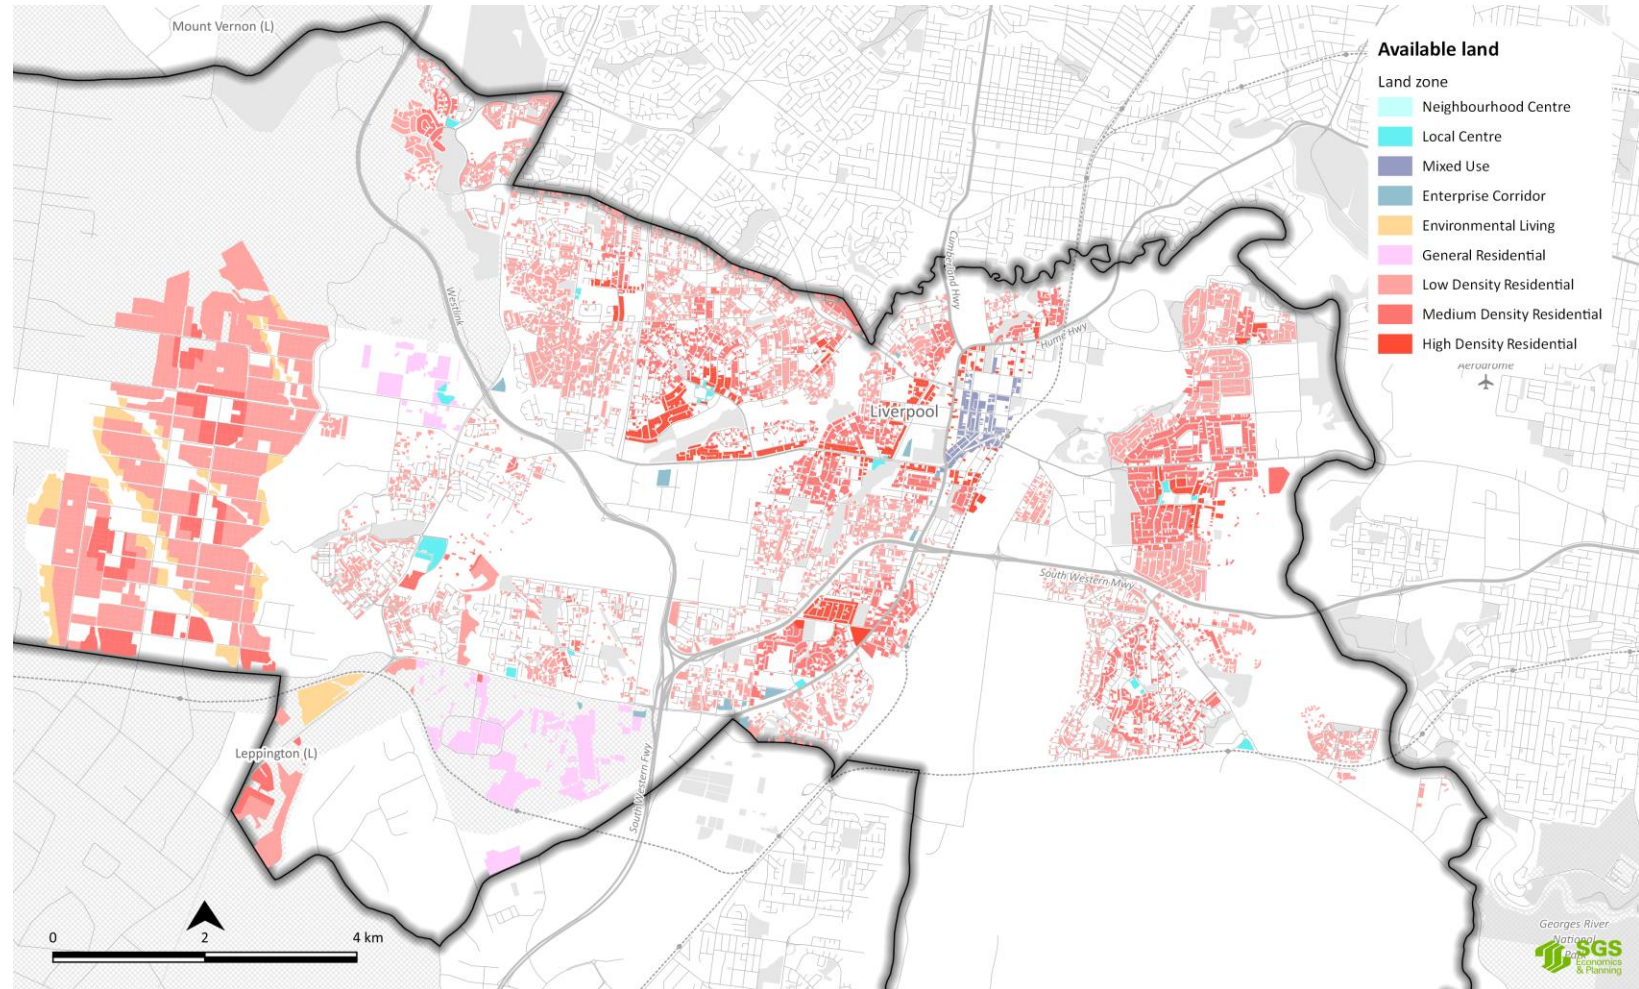 Mount Vernon (L)
Available land
Land zone
Neighbourhood Centre
Local Centre
Mixed Use
Enterprise Corridor
Environmental Living
General Residential
Low Density Residential
Medium Density Residential
High Density Residential
Aerodrome
Cumberland Hwy
Westlink
Hume Hwy
Liverpool
South Western Mwy
Leppington (L)
South Western Fwy
0 2 4 km
Georges River
National
Park
SGS
Economics
& Planning